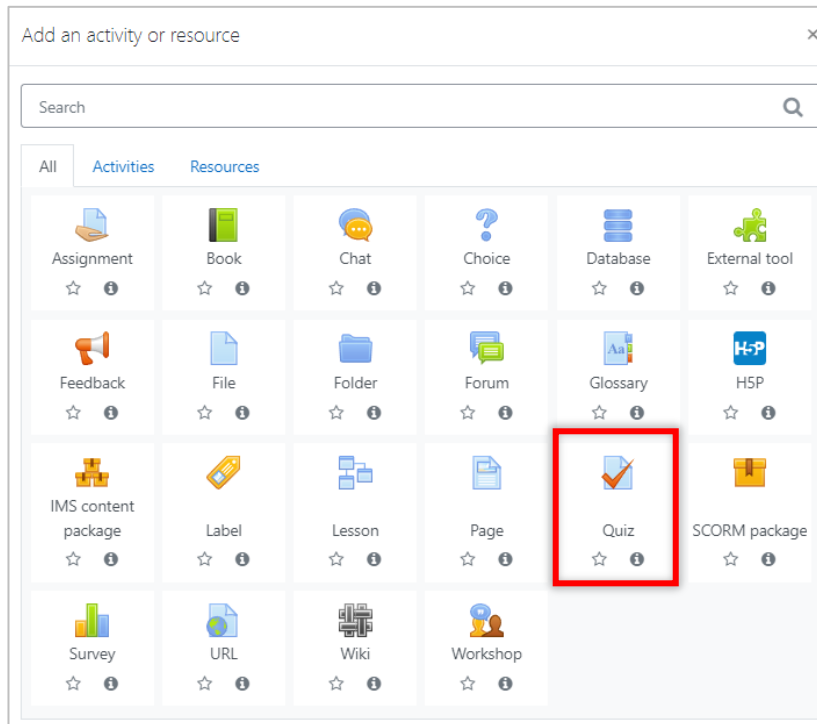 Add an activity or resource ×
Search
All Activities Resources
Assignment Book Chat Choice Database External tool
Feedback File Folder Forum Glossary H5P
IMS content
package Label Lesson Page Quiz SCORM package
Survey URL Wiki Workshop